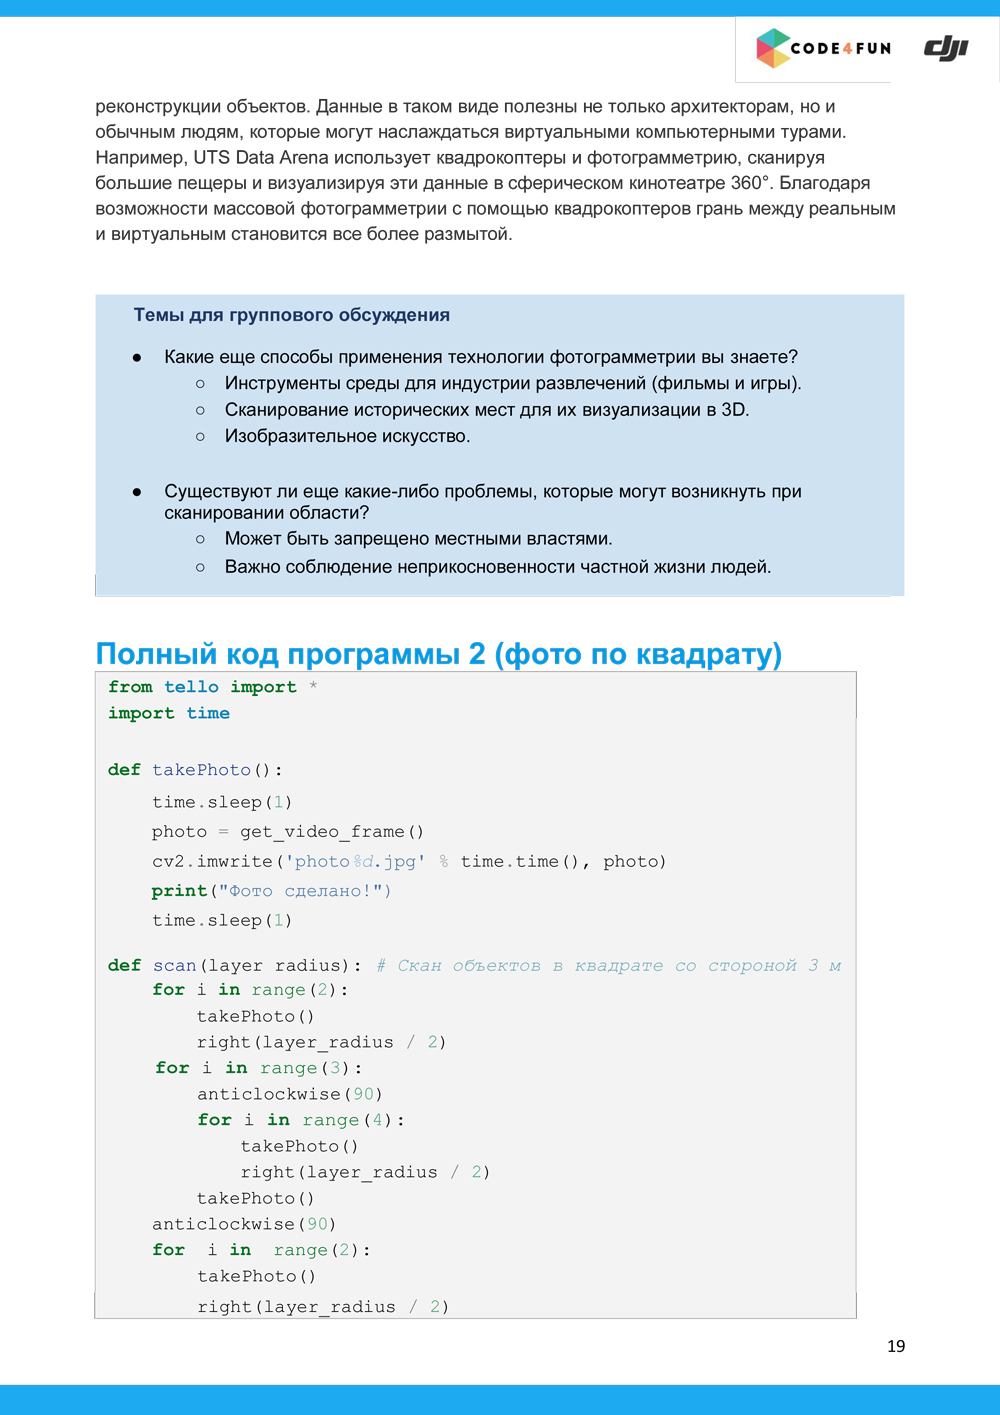 CODE4FUN dji
реконструкции объектов. Данные в таком виде полезны не только архитекторам, но и
обычным людям, которые могут наслаждаться виртуальными компьютерными турами.
Например, UTS Data Arena использует квадрокоптеры и фотограмметрию, сканируя
большие пещеры и визуализируя эти данные в сферическом кинотеатре 360°. Благодаря
возможности массовой фотограмметрии с помощью квадрокоптеров грань между реальным
и виртуальным становится все более размытой.
Темы для группового обсуждения
● Какие еще способы применения технологии фотограмметрии вы знаете?
○ Инструменты среды для индустрии развлечений (фильмы и игры).
○ Сканирование исторических мест для их визуализации в 3D.
○ Изобразительное искусство.
● Существуют ли еще какие-либо проблемы, которые могут возникнуть при
сканировании области?
○ Может быть запрещено местными властями.
○ Важно соблюдение неприкосновенности частной жизни людей.
Полный код программы 2 (фото по квадрату)
from tello import *
import time
def takePhoto():
    time.sleep(1)
    photo = get_video_frame()
    cv2.imwrite('photo%d.jpg' % time.time(), photo)
    print("Фото сделано!")
    time.sleep(1)
def scan(layer radius): # Скан объектов в квадрате со стороной 3 м
    for i in range(2):
        takePhoto()
        right(layer_radius / 2)
    for i in range(3):
        anticlockwise(90)
        for i in range(4):
            takePhoto()
            right(layer_radius / 2)
        takePhoto()
    anticlockwise(90)
    for i in range(2):
        takePhoto()
        right(layer_radius / 2)
19